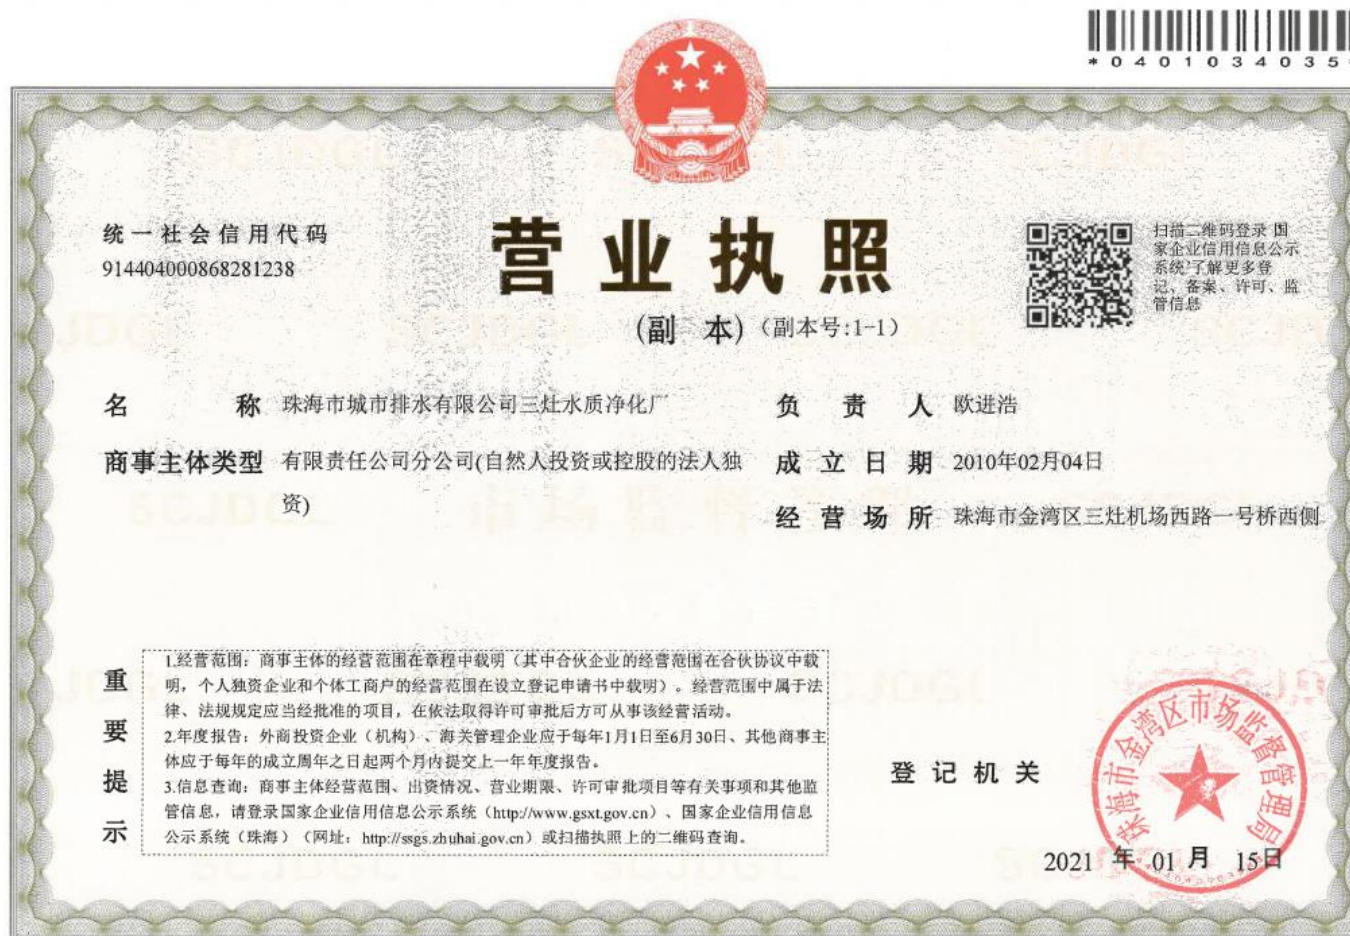 *0401034035
统一社会信用代码
914404000868281238
营业执照
(副 本)（副本号:1-1）
扫描二维码登录 国
家企业信用信息公示
系统'了解更多登
记、备案、许可、监
管信息
名 称 珠海市城市排水有限公司三灶水质净化厂
商事主体类型 有限责任公司分公司(自然人投资或控股的法人独
资)
负 责 人 欧进浩
成 立 日 期 2010年02月04日
经 营 场 所 珠海市金湾区三灶机场西路一号桥西侧
重要提示
1.经营范围：商事主体的经营范围在章程中载明（其中合伙企业的经营范围在合伙协议中载
明，个人独资企业和个体工商户的经营范围在设立登记申请书中载明）。经营范围中属于法
律、法规规定应当经批准的项目，在依法取得许可审批后方可从事该经营活动。
2.年度报告：外商投资企业（机构）、海关管理企业应于每年1月1日至6月30日、其他商事主
体应于每年的成立周年之日起两个月内提交上一年年度报告。
3.信息查询：商事主体经营范围、出资情况、营业期限、许可审批项目等有关事项和其他监
管信息，请登录国家企业信用信息公示系统（http://www.gsxt.gov.cn）、国家企业信用信息
公示系统（珠海）（网址：http://ssgs.zhuhai.gov.cn）或扫描执照上的二维码查询。
登 记 机 关
珠海市金湾区市场监督管理局
2021 年 01 月 15日